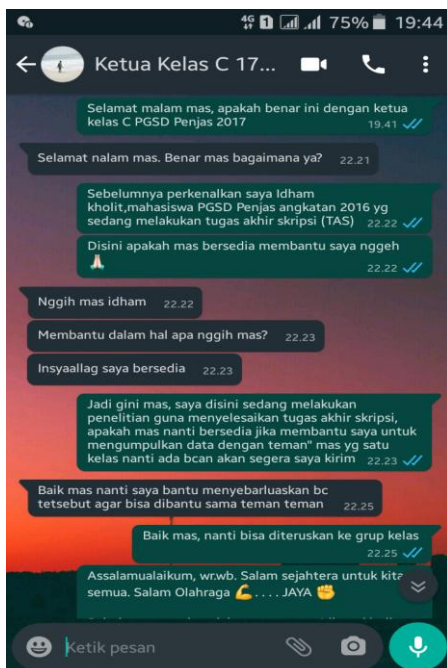 4G 1 75% 19:44
Ketua Kelas C 17...
Selamat malam mas, apakah benar ini dengan ketua
kelas C PGSD Penjas 2017
19.41
Selamat nalam mas. Benar mas bagaimana ya? 22.21
Sebelumnya perkenalkan saya Idham
kholit,mahasiswa PGSD Penjas angkatan 2016 yg
sedang melakukan tugas akhir skripsi (TAS) 22.22
Disini apakah mas bersedia membantu saya nggeh
🙏🏻
22.22
Nggih mas idham 22.22
Membantu dalam hal apa nggih mas? 22.23
Insyaallag saya bersedia 22.23
Jadi gini mas, saya disini sedang melakukan
penelitian guna menyelesaikan tugas akhir skripsi,
apakah mas nanti bersedia jika membantu saya untuk
mengumpulkan data dengan teman" mas yg satu
kelas nanti ada bcan akan segera saya kirim 22.23
Baik mas nanti saya bantu menyebarluaskan bc
tetsebut agar bisa dibantu sama teman teman 22.25
Baik mas, nanti bisa diteruskan ke grup kelas
22.25
Assalamualaikum, wr.wb. Salam sejahtera untuk kita
semua. Salam Olahraga 💪.... JAYA ✊
Ketik pesan